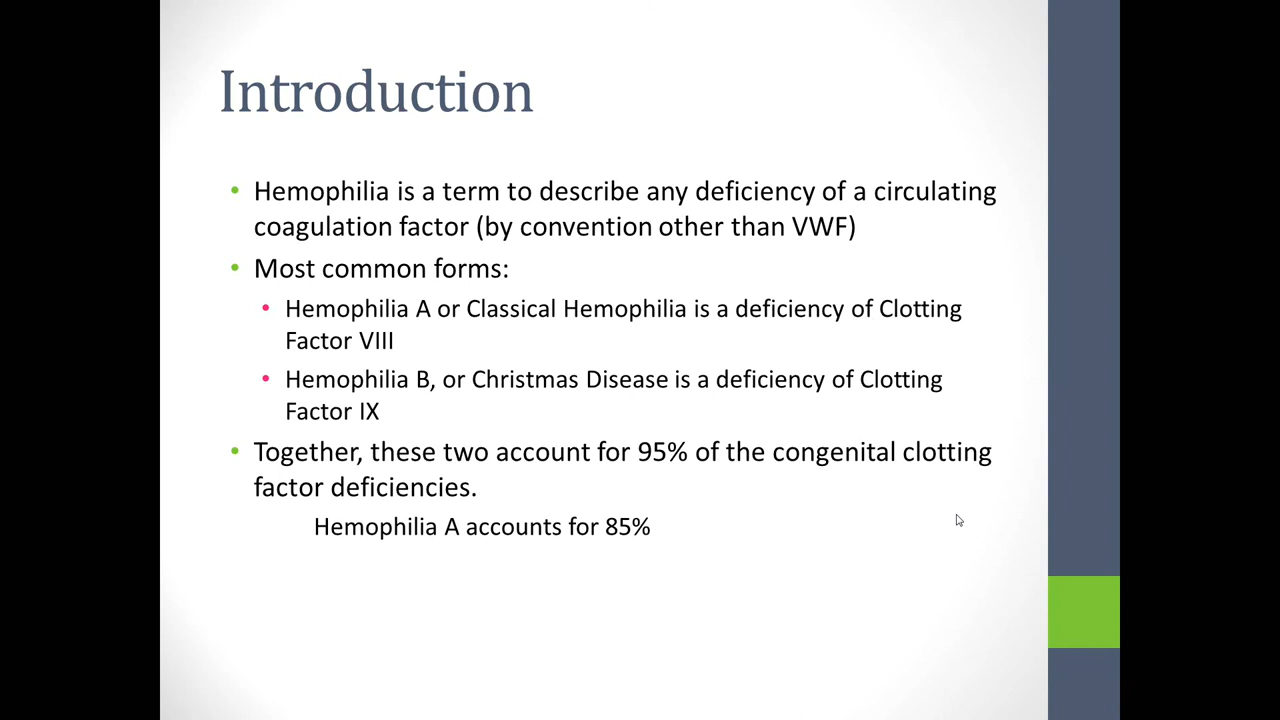 Introduction
• Hemophilia is a term to describe any deficiency of a circulating
coagulation factor (by convention other than VWF)
• Most common forms:
• Hemophilia A or Classical Hemophilia is a deficiency of Clotting
Factor VIII
• Hemophilia B, or Christmas Disease is a deficiency of Clotting
Factor IX
• Together, these two account for 95% of the congenital clotting
factor deficiencies.
Hemophilia A accounts for 85%